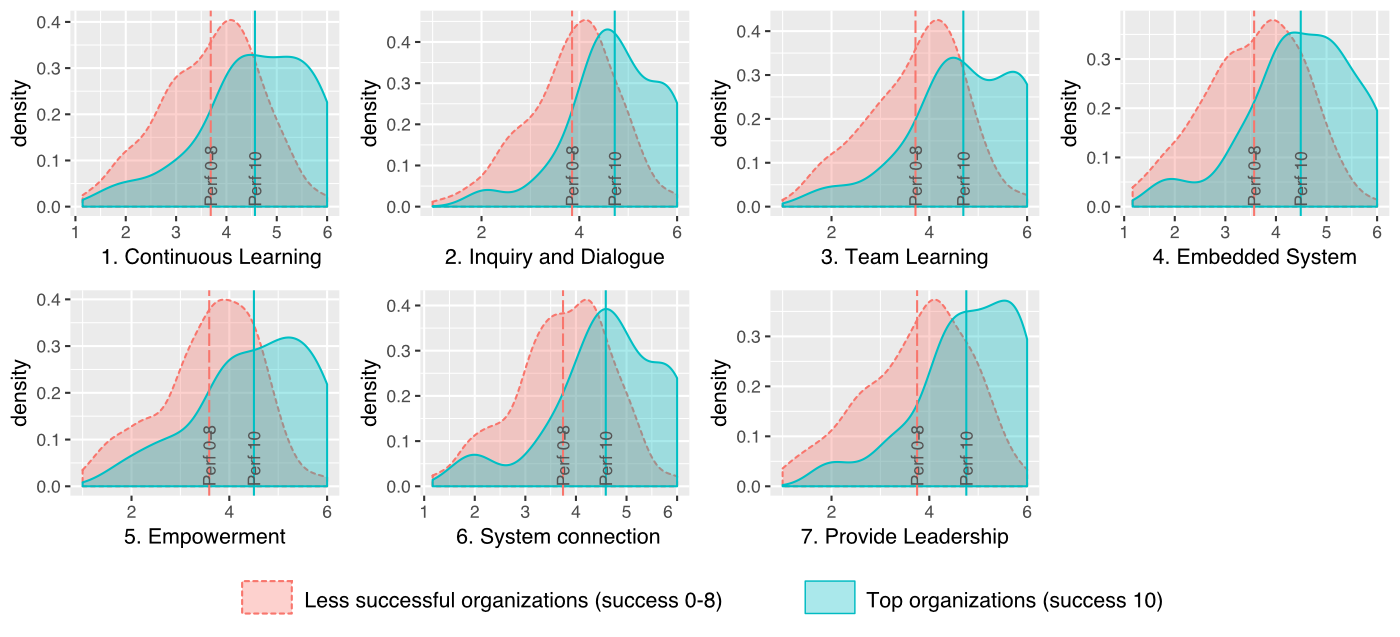 density
0.4
0.3
0.2
0.1
0.0
Perf 0-8
Perf 10
1 2 3 4 5 6
1. Continuous Learning
density
0.4
0.3
0.2
0.1
0.0
Perf 0-8
Perf 10
2 4 6
2. Inquiry and Dialogue
density
0.4
0.3
0.2
0.1
0.0
Perf 0-8
Perf 10
2 4 6
3. Team Learning
density
0.3
0.2
0.1
0.0
Perf 0-8
Perf 10
1 2 3 4 5 6
4. Embedded System
density
0.4
0.3
0.2
0.1
0.0
Perf 0-8
Perf 10
2 4 6
5. Empowerment
density
0.4
0.3
0.2
0.1
0.0
Perf 0-8
Perf 10
1 2 3 4 5 6
6. System connection
density
0.3
0.2
0.1
0.0
Perf 0-8
Perf 10
2 4 6
7. Provide Leadership
Less successful organizations (success 0-8)
Top organizations (success 10)